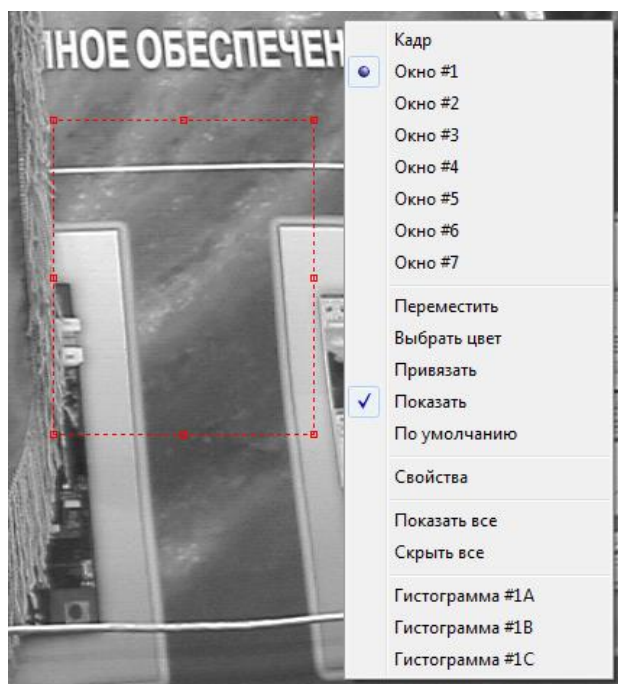 ІНОЕ ОБЕСПЕЧЕН
Кадр
Окно #1
Окно #2
Окно #3
Окно #4
Окно #5
Окно #6
Окно #7
Переместить
Выбрать цвет
Привязать
Показать
По умолчанию
Свойства
Показать все
Скрыть все
Гистограмма #1A
Гистограмма #1B
Гистограмма #1C